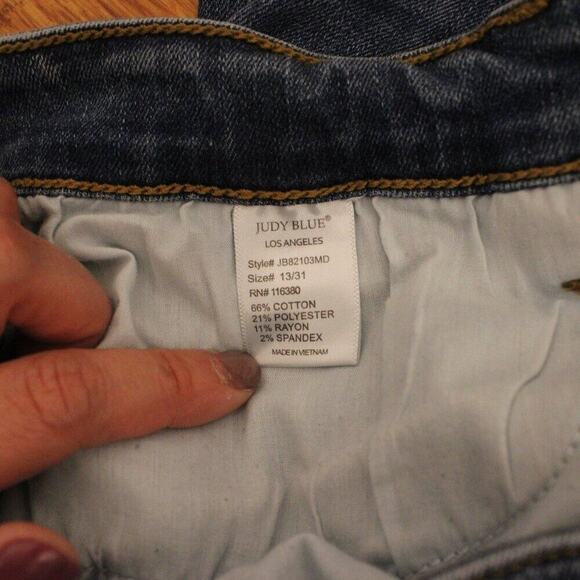 JUDY BLUE®
LOS ANGELES
Style# JB82103MD
Size# 13/31
RN# 116380
66% COTTON
21% POLYESTER
11% RAYON
2% SPANDEX
MADE IN VIETNAM